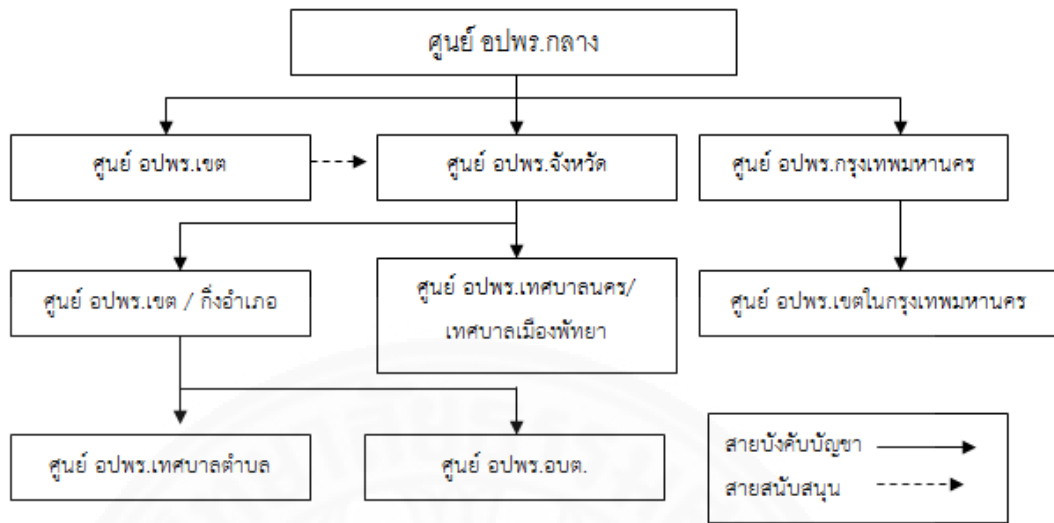 ศูนย์ อปพร.กลาง
ศูนย์ อปพร.เขต
ศูนย์ อปพร.จังหวัด
ศูนย์ อปพร.กรุงเทพมหานคร
ศูนย์ อปพร.เขต / กิ่งอำเภอ
ศูนย์ อปพร.เทศบาลนคร/
เทศบาลเมืองพัทยา
ศูนย์ อปพร.เขตในกรุงเทพมหานคร
ศูนย์ อปพร.เทศบาลตำบล
ศูนย์ อปพร.อบต.
สายบังคับบัญชา
สายสนับสนุน